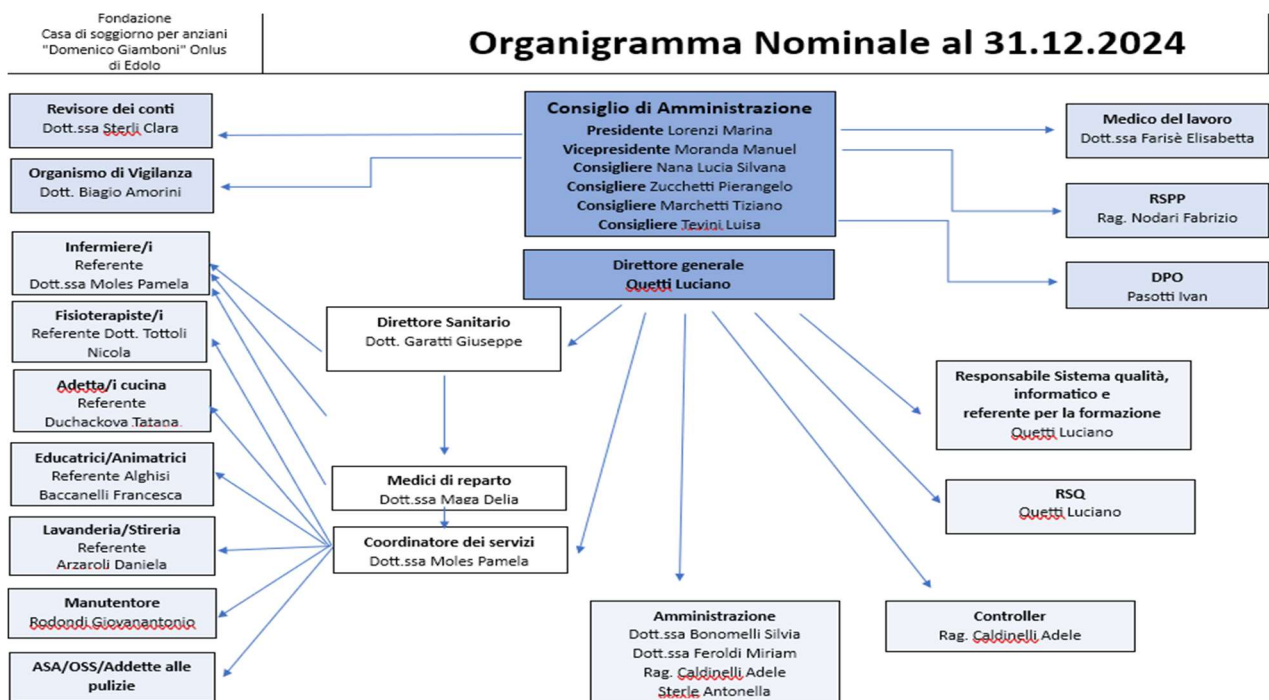 Fondazione
Casa di soggiorno per anziani
"Domenico Giamboni" Onlus
di Edolo
Organigramma Nominale al 31.12.2024
Revisore dei conti
Dott.ssa Sterli Clara
Organismo di Vigilanza
Dott. Biagio Amorini
Consiglio di Amministrazione
Presidente Lorenzi Marina
Vicepresidente Moranda Manuel
Consigliere Nana Lucia Silvana
Consigliere Zucchetti Pierangelo
Consigliere Marchetti Tiziano
Consigliere Tevini Luisa
Medico del lavoro
Dott.ssa Farisè Elisabetta
RSPP
Rag. Nodari Fabrizio
DPO
Pasotti Ivan
Direttore generale
Quetti Luciano
Infermiere/i
Referente
Dott.ssa Moles Pamela
Fisioterapiste/i
Referente Dott. Tottoli
Nicola
Adetta/i cucina
Referente
Duchackova Tatana
Educatrici/Animatrici
Referente Alghisi
Baccanelli Francesca
Lavanderia/Stireria
Referente
Arzaroli Daniela
Manutentore
Rodondi Giovanantonio
ASA/OSS/Addette alle
pulizie
Direttore Sanitario
Dott. Garatti Giuseppe
Medici di reparto
Dott.ssa Maga Delia
Coordinatore dei servizi
Dott.ssa Moles Pamela
Responsabile Sistema qualità,
informatico e
referente per la formazione
Quetti Luciano
RSQ
Quetti Luciano
Amministrazione
Dott.ssa Bonomelli Silvia
Dott.ssa Feroldi Miriam
Rag. Caldinelli Adele
Sterle Antonella
Controller
Rag. Caldinelli Adele